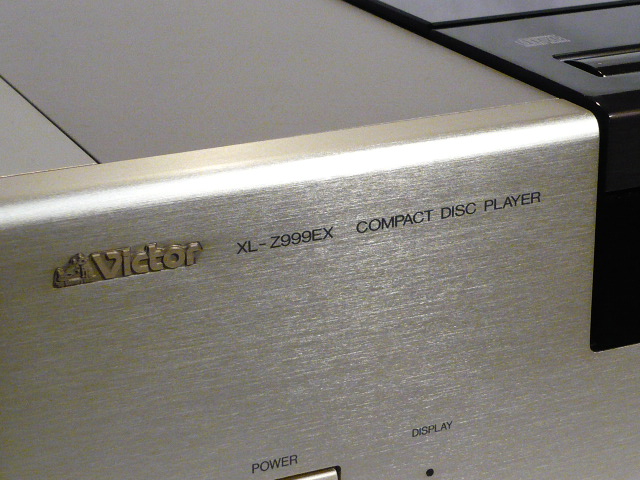 Victor XL-Z999EX COMPACT DISC PLAYER
DISPLAY
POWER